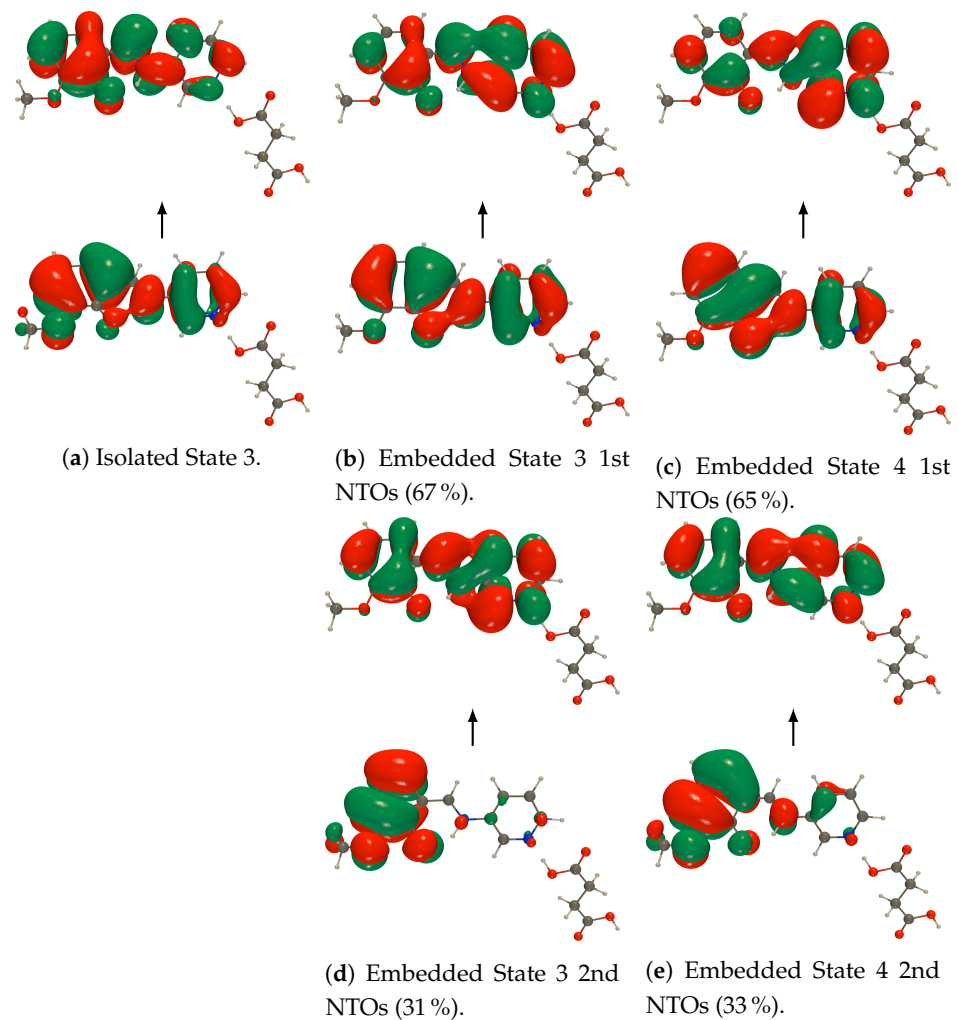 (a) Isolated State 3.
(b) Embedded State 3 1st
NTOs (67 %).
(c) Embedded State 4 1st
NTOs (65 %).
(d) Embedded State 3 2nd
NTOs (31 %).
(e) Embedded State 4 2nd
NTOs (33 %).